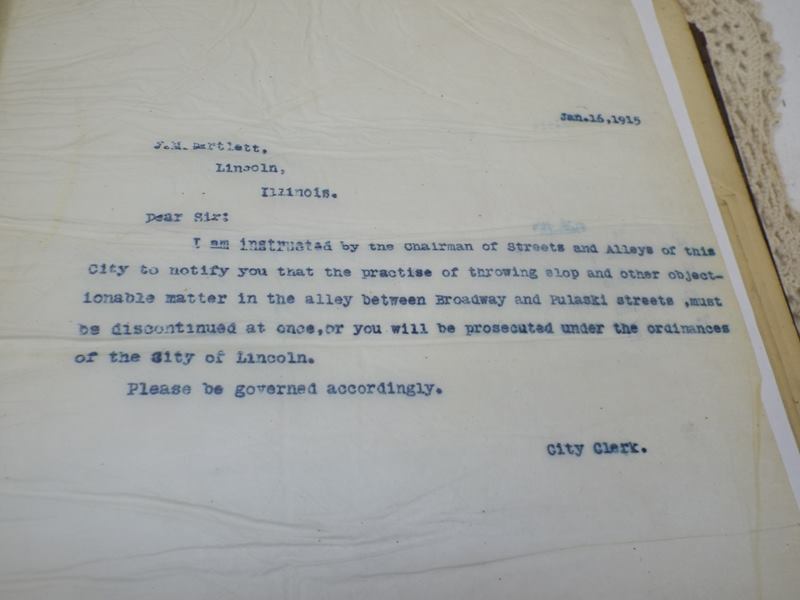 Jan.16,1915
F.M. Bartlett,
Lincoln,
Illinois.
Dear Sir:
I am instructed by the Chairman of Streets and Alleys of this
City to notify you that the practise of throwing slop and other object-
ionable matter in the alley between Broadway and Pulaski streets ,must
be discontinued at once,or you will be prosecuted under the ordinances
of the City of Lincoln.
Please be governed accordingly.
City Clerk.